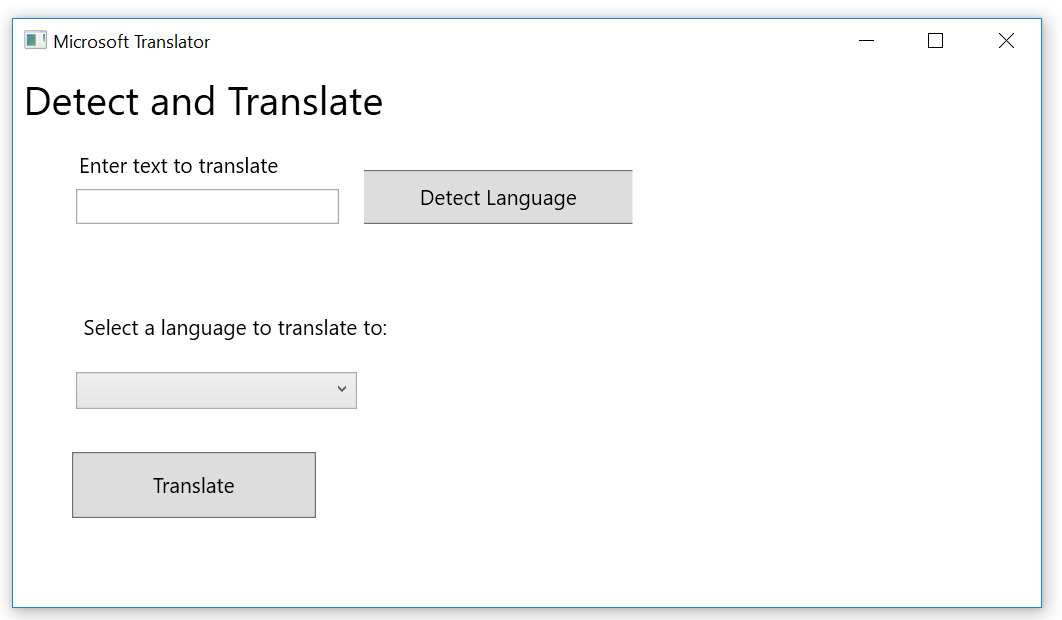 Microsoft Translator
Detect and Translate
Enter text to translate
Detect Language
Select a language to translate to:
Translate